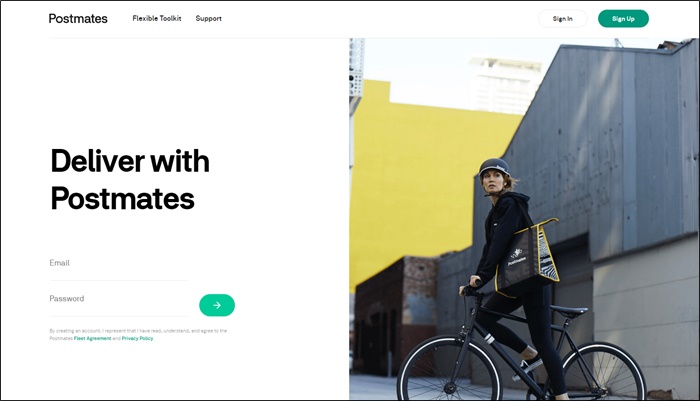 Postmates Flexible Toolkit Support Sign In Sign Up
Deliver with
Postmates
Email
Password
By creating an account, I represent that I have read, understand, and agree to the
Postmates Fleet Agreement and Privacy Policy.
Postmates